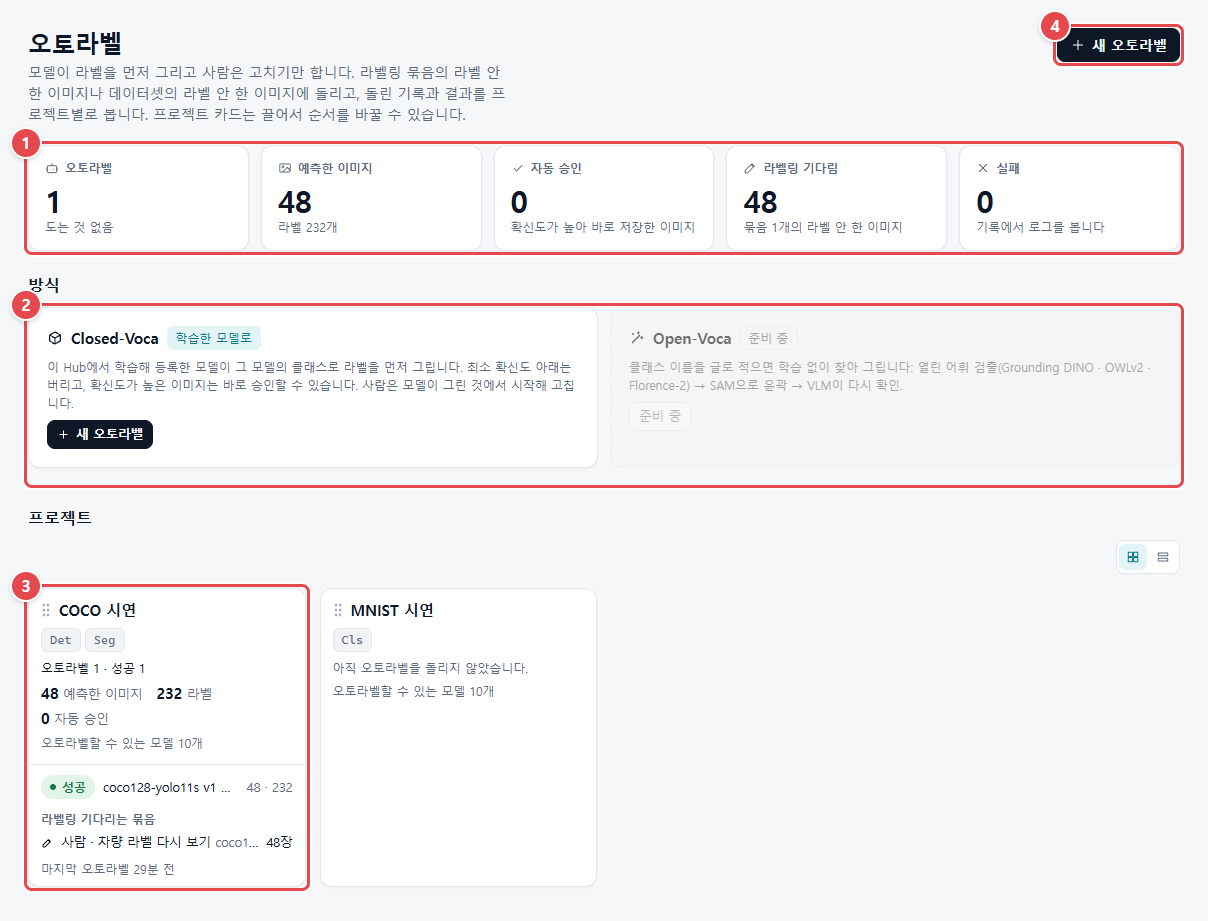 오토라벨
4
+ 새 오토라벨
모델이 라벨을 먼저 그리고 사람은 고치기만 합니다. 라벨링 묶음의 라벨 안
한 이미지나 데이터셋의 라벨 안 한 이미지에 돌리고, 돌린 기록과 결과를 프
로젝트별로 봅니다. 프로젝트 카드는 끌어서 순서를 바꿀 수 있습니다.
1
오토라벨
1
도는 것 없음
예측한 이미지
48
라벨 232개
자동 승인
0
확신도가 높아 바로 저장한 이미지
라벨링 기다림
48
묶음 1개의 라벨 안 한 이미지
실패
0
기록에서 로그를 봅니다
방식
2
Closed-Voca 학습한 모델로
이 Hub에서 학습해 등록한 모델이 그 모델의 클래스로 라벨을 먼저 그립니다. 최소 확신도 아래는
버리고, 확신도가 높은 이미지는 바로 승인할 수 있습니다. 사람은 모델이 그린 것에서 시작해 고칩
니다.
+ 새 오토라벨
Open-Voca 준비 중
클래스 이름을 글로 적으면 학습 없이 찾아 그립니다: 열린 어휘 검출(Grounding DINO · OWLv2 ·
Florence-2) → SAM으로 윤곽 → VLM이 다시 확인.
준비 중
프로젝트
3
COCO 시연
Det Seg
오토라벨 1 · 성공 1
48 예측한 이미지 232 라벨
0 자동 승인
오토라벨할 수 있는 모델 10개
성공 coco128-yolo11s v1 ... 48 · 232
라벨링 기다리는 묶음
사람 · 차량 라벨 다시 보기 coco1... 48장
마지막 오토라벨 29분 전
MNIST 시연
Cls
아직 오토라벨을 돌리지 않았습니다.
오토라벨할 수 있는 모델 10개